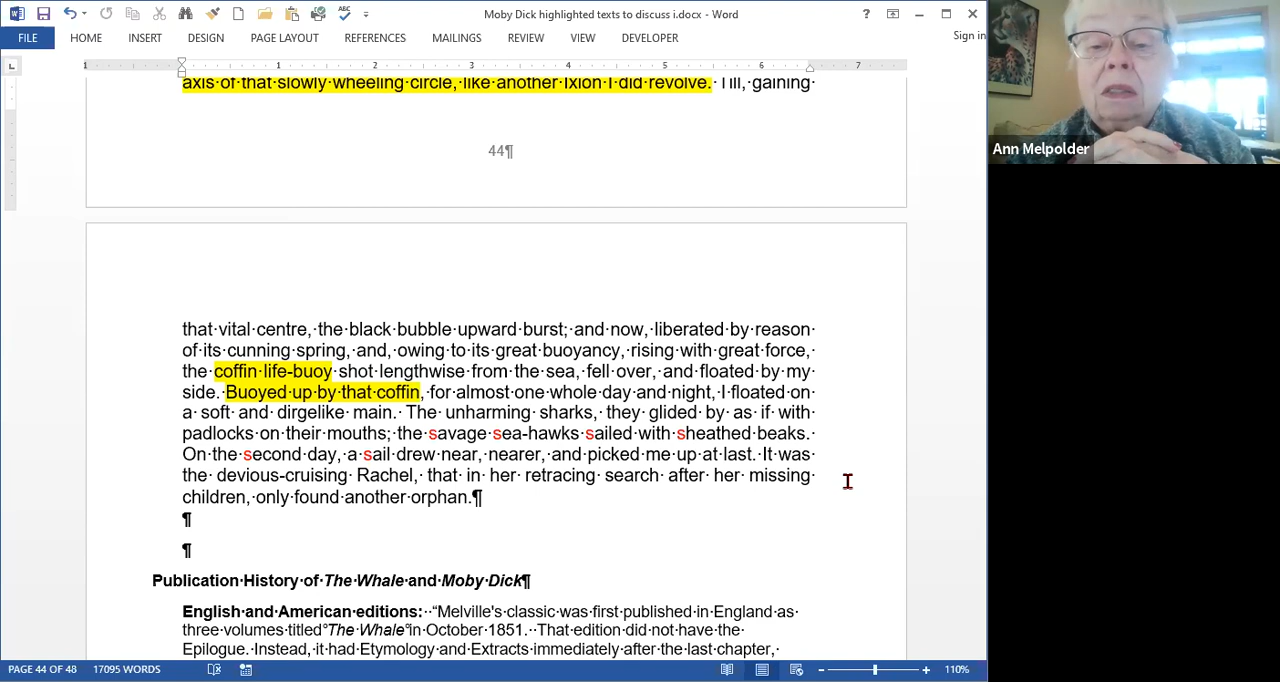 Moby Dick highlighted texts to discuss i.docx - Word
FILE HOME INSERT DESIGN PAGE LAYOUT REFERENCES MAILINGS REVIEW VIEW DEVELOPER Sign in
1 1 2 3 4 5 6 7
axis of that slowly wheeling circle, like another Ixion I did revolve. Till, gaining
44¶
that vital centre, the black bubble upward burst; and now, liberated by reason
of its cunning spring, and, owing to its great buoyancy, rising with great force,
the coffin life-buoy shot lengthwise from the sea, fell over, and floated by my
side. Buoyed up by that coffin, for almost one whole day and night, I floated on
a soft and dirgelike main. The unharming sharks, they glided by as if with
padlocks on their mouths; the savage sea-hawks sailed with sheathed beaks.
On the second day, a sail drew near, nearer, and picked me up at last. It was
the devious-cruising Rachel, that in her retracing search after her missing
children, only found another orphan.¶
¶
¶
Publication History of The Whale and Moby Dick¶
English and American editions: “Melville's classic was first published in England as
three volumes titled "The Whale" in October 1851. That edition did not have the
Epilogue. Instead, it had Etymology and Extracts immediately after the last chapter,
PAGE 44 OF 48 17095 WORDS 110%
Ann Melpolder